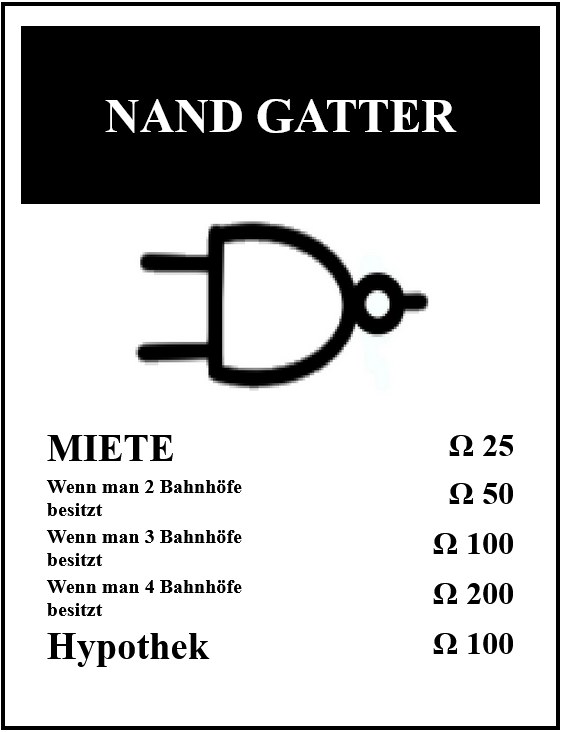 NAND GATTER
MIETE Ω 25
Wenn man 2 Bahnhöfe
besitzt Ω 50
Wenn man 3 Bahnhöfe
besitzt Ω 100
Wenn man 4 Bahnhöfe
besitzt Ω 200
Hypothek Ω 100